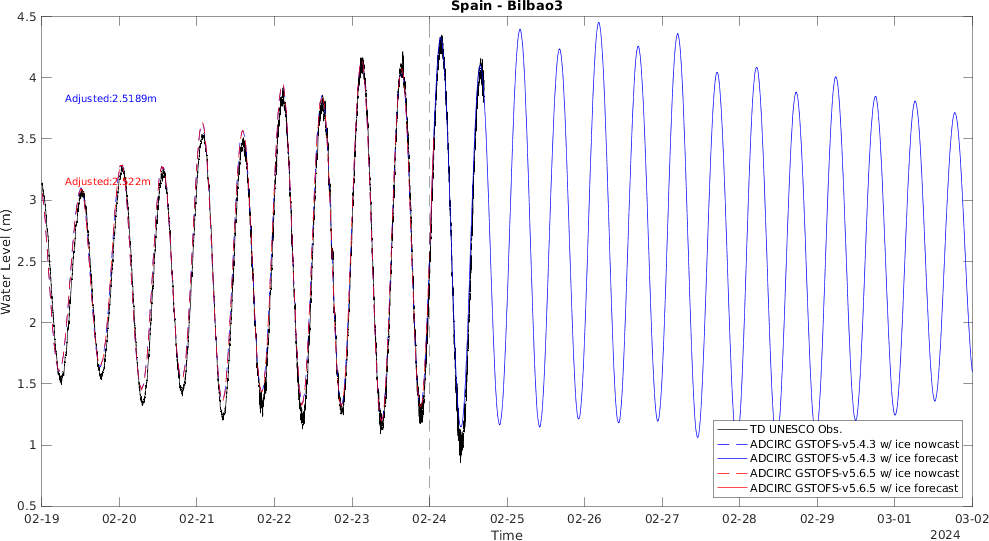 Spain - Bilbao3
4.5
4
3.5
3
2.5
2
1.5
1
0.5
Water Level (m)
Adjusted:2.5189m
Adjusted:2.522m
TD UNESCO Obs.
ADCIRC GSTOFS-v5.4.3 w/ ice nowcast
ADCIRC GSTOFS-v5.4.3 w/ ice forecast
ADCIRC GSTOFS-v5.6.5 w/ ice nowcast
ADCIRC GSTOFS-v5.6.5 w/ ice forecast
02-19 02-20 02-21 02-22 02-23 02-24 02-25 02-26 02-27 02-28 02-29 03-01 03-02
Time
2024